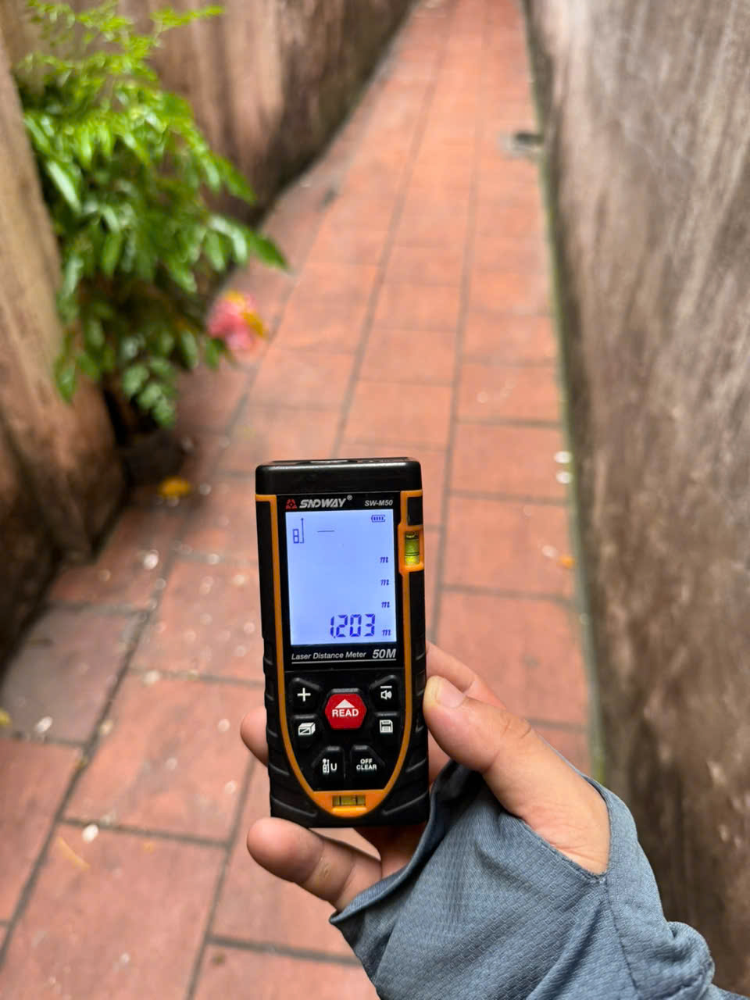 SNDWAY® SW-M50
m
m
m
1.203 m
Laser Distance Meter 50M
READ
U
OFF
CLEAR